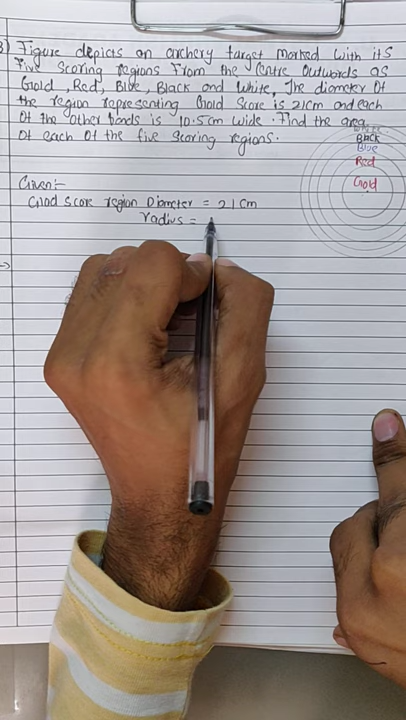 3) Figure depicts an archery target marked with its
Five Scoring regions From the Centre Outwords as
Gold, Red, Blue, Black and White, The diameter Of
the region representing Gold Score is 21cm and each
Of the Other bands is 10.5cm wide. Find the area
Of each Of the five Scoring regions.
White
Black
Blue
Red
Gold
Given:-
Glod Score region Diameter = 21 cm
radius =